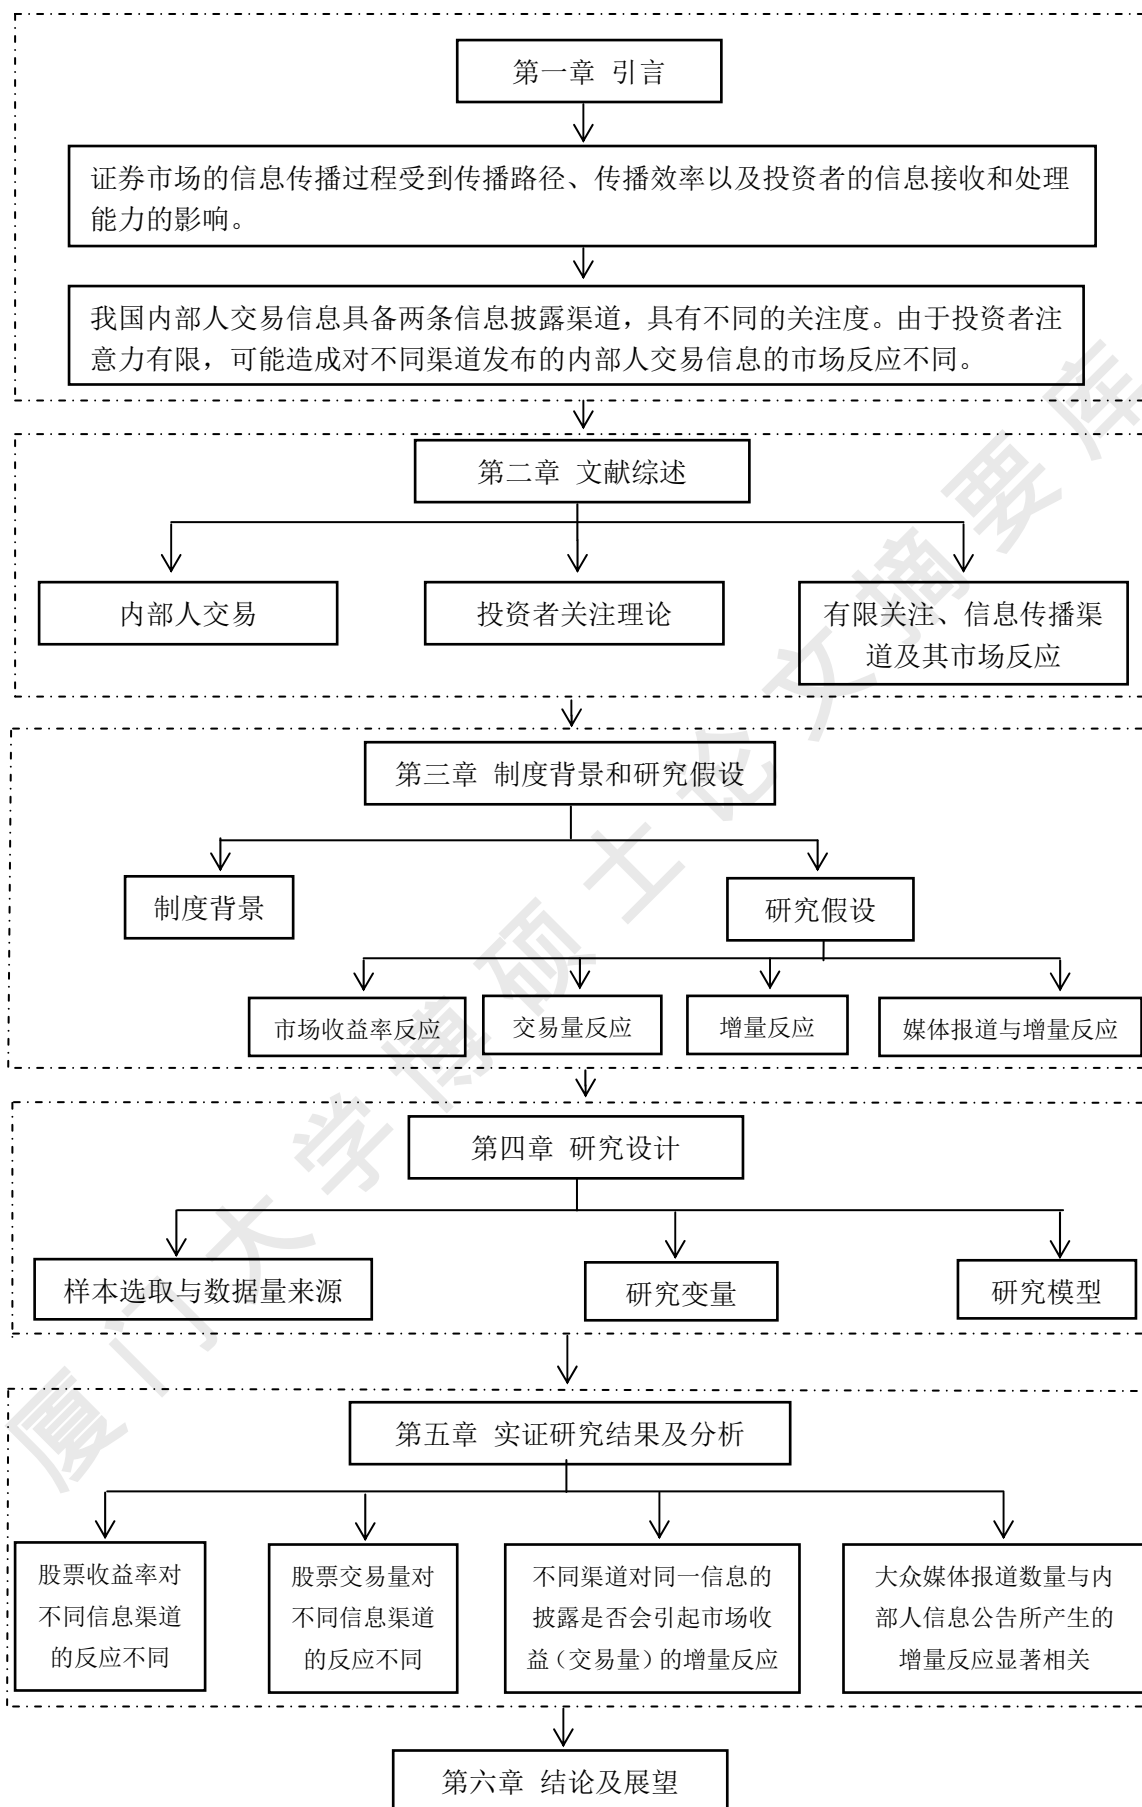 第一章 引言
证券市场的信息传播过程受到传播路径、传播效率以及投资者的信息接收和处理
能力的影响。
我国内部人交易信息具备两条信息披露渠道，具有不同的关注度。由于投资者注
意力有限，可能造成对不同渠道发布的内部人交易信息的市场反应不同。
第二章 文献综述
内部人交易
投资者关注理论
有限关注、信息传播渠
道及其市场反应
第三章 制度背景和研究假设
制度背景
研究假设
市场收益率反应
交易量反应
增量反应
媒体报道与增量反应
第四章 研究设计
样本选取与数据量来源
研究变量
研究模型
第五章 实证研究结果及分析
股票收益率对
不同信息渠道
的反应不同
股票交易量对
不同信息渠道
的反应不同
不同渠道对同一信息的
披露是否会引起市场收
益（交易量）的增量反应
大众媒体报道数量与内
部人信息公告所产生的
增量反应显著相关
第六章 结论及展望
厦门大学博硕士论文摘要库